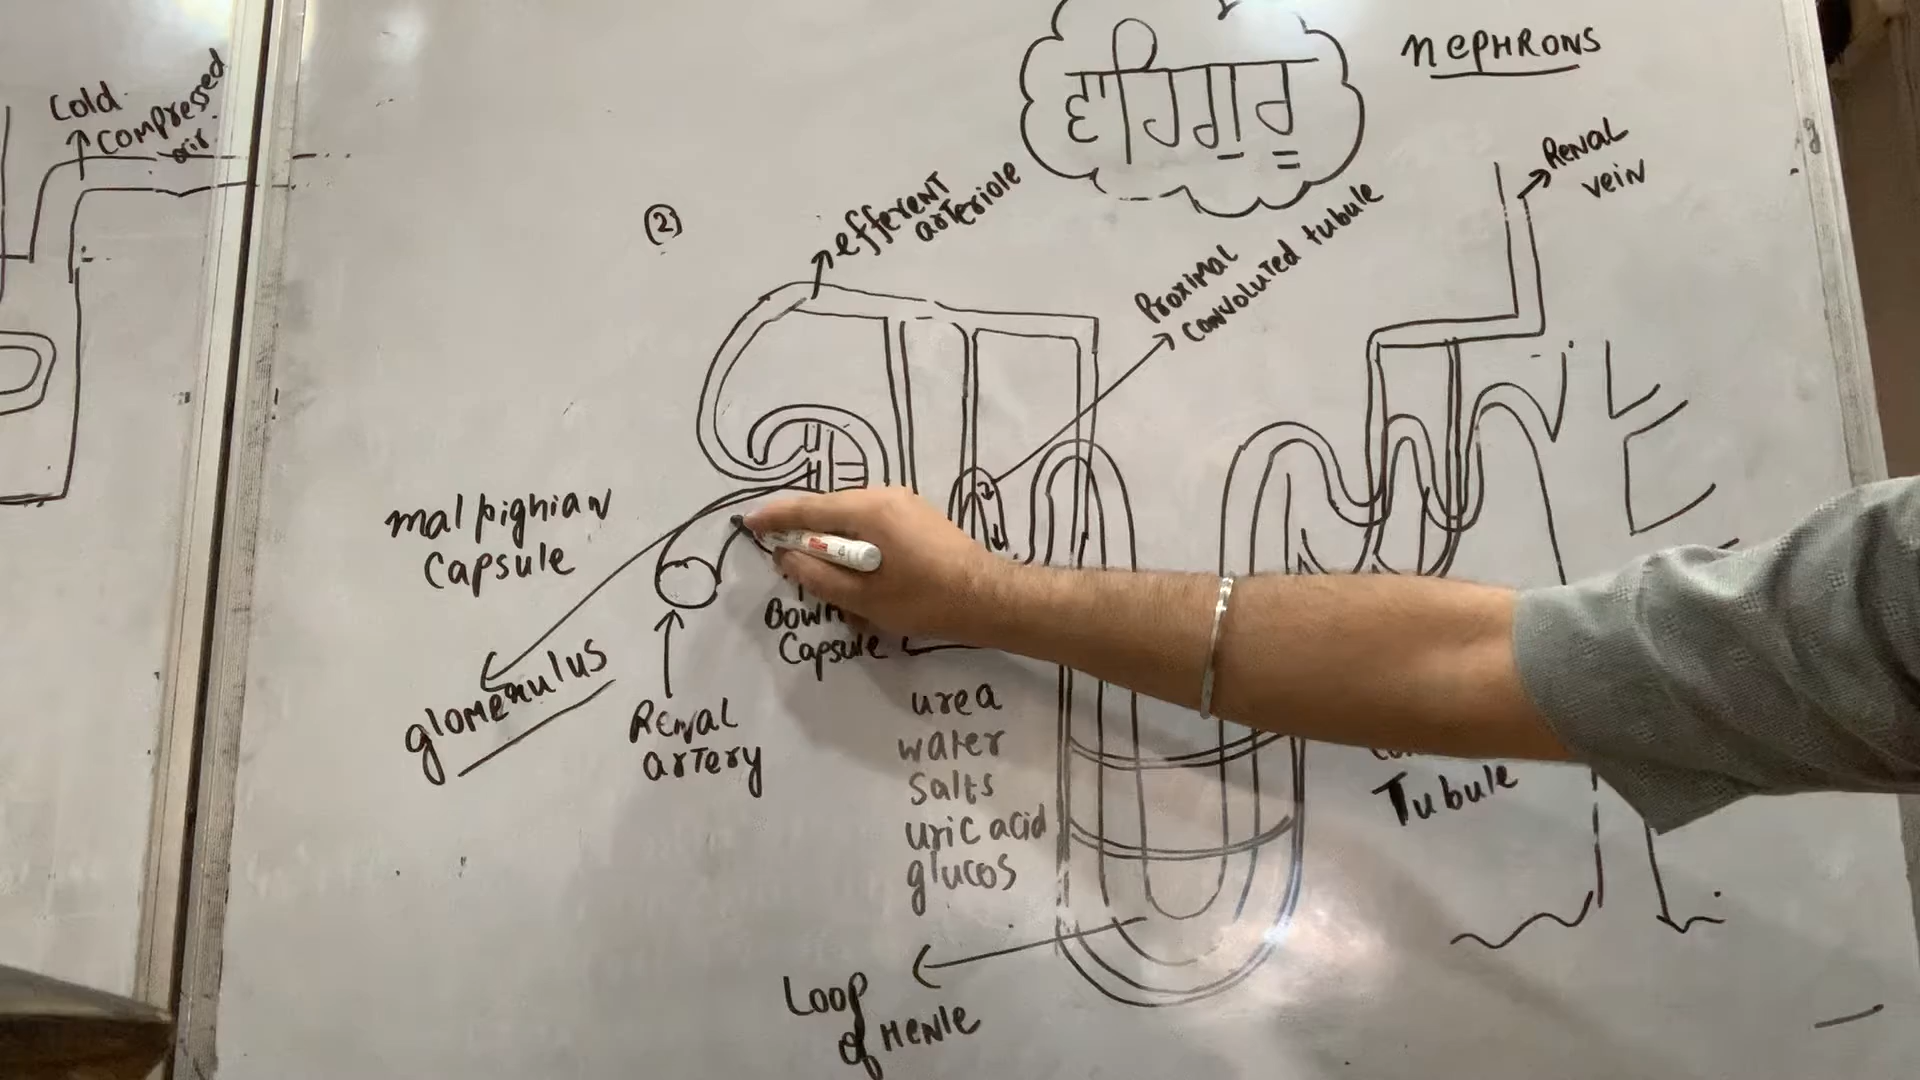 Cold
compressed
air.
ਵਾਹਿਗੁਰੂ
NEPHRONS
Renal
vein
(2)
efferent
arteriole
Proximal
convoluted tubule
malpighian
capsule
glomerulus
Renal
artery
Capsule
urea
water
Salts
uric acid
glucos
Tubule
Loop
of Henle